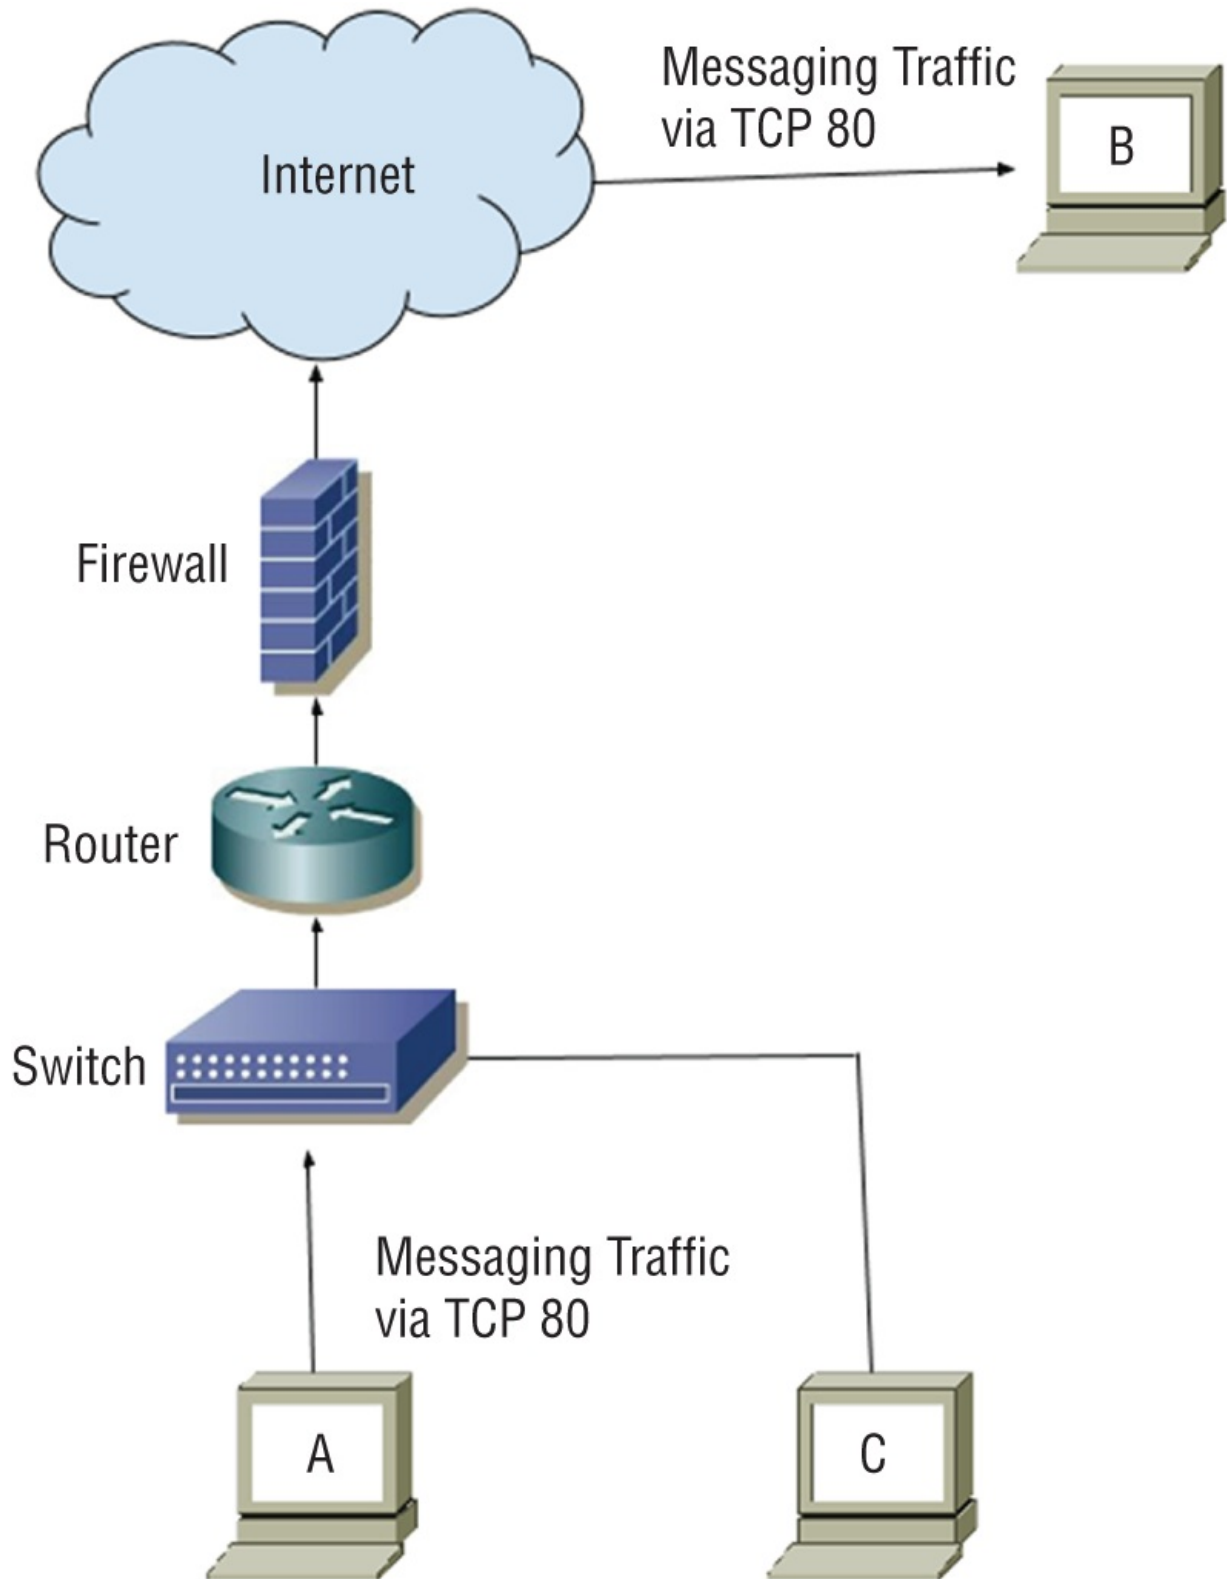 Messaging Traffic
via TCP 80
B
Internet
Firewall
Router
Switch
Messaging Traffic
via TCP 80
A
C